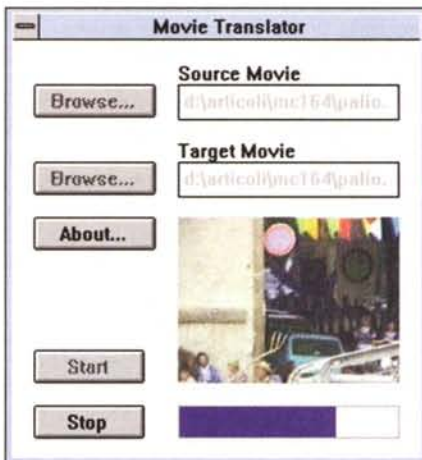 Movie Translator
Source Movie
Browse... d:\articoli\mc164\palio.
Target Movie
Browse... d:\articoli\mc164\palio.
About...
Start
Stop